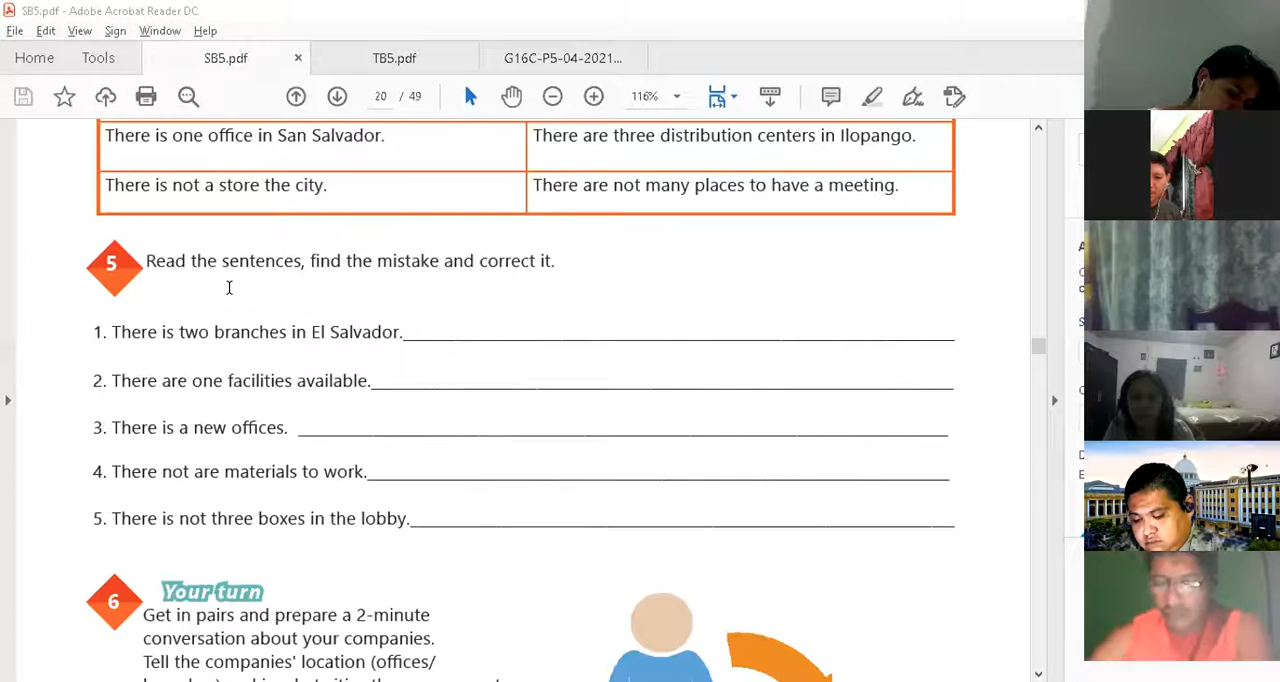 SB5.pdf - Adobe Acrobat Reader DC
File Edit View Sign Window Help
Home Tools SB5.pdf × TB5.pdf G16C-P5-04-2021...
20 / 49 116%
There is one office in San Salvador. There are three distribution centers in Ilopango.
There is not a store the city. There are not many places to have a meeting.
5 Read the sentences, find the mistake and correct it.
1. There is two branches in El Salvador.
2. There are one facilities available.
3. There is a new offices.
4. There not are materials to work.
5. There is not three boxes in the lobby.
6 Your turn
Get in pairs and prepare a 2-minute
conversation about your companies.
Tell the companies' location (offices/